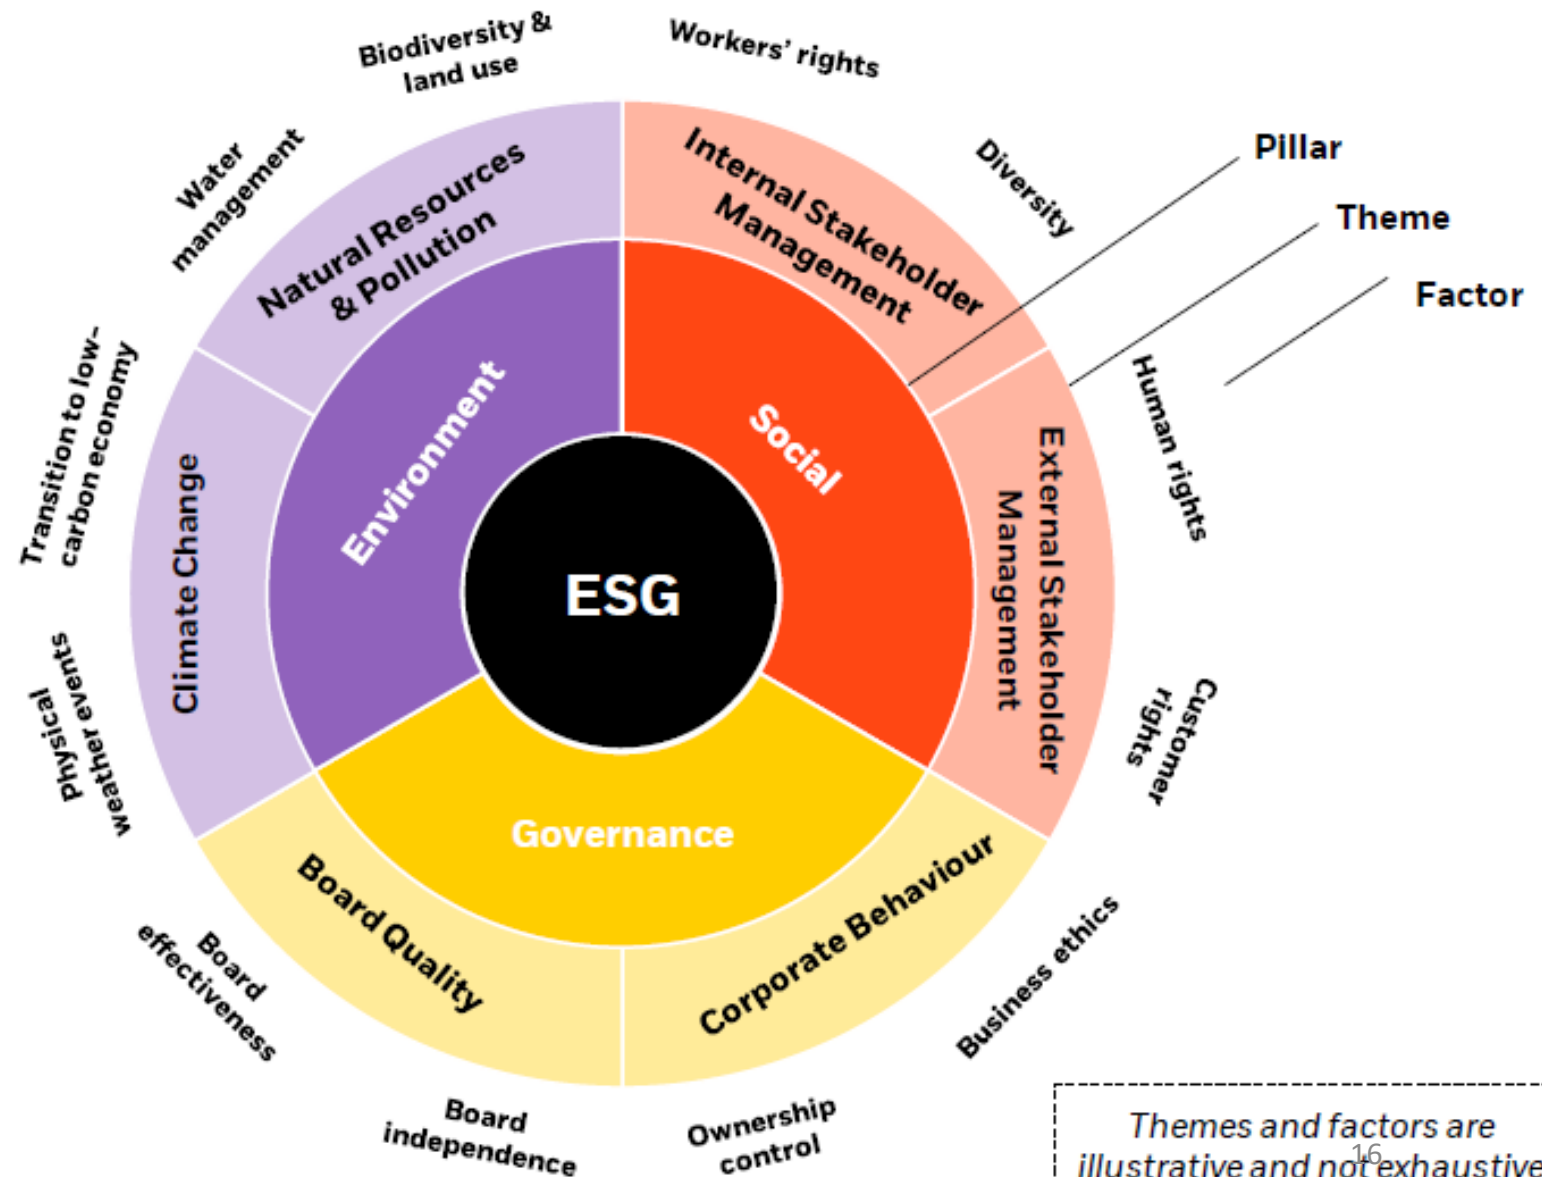 Biodiversity &
land use
Workers' rights
Water
management
Diversity
Pillar
Theme
Factor
Natural Resources
& Pollution
Internal Stakeholder
Management
Transition to low-
carbon economy
Human rights
Environment
Social
Climate Change
External Stakeholder
Management
ESG
Physical
weather events
Customer
rights
Governance
Board Quality
Corporate Behaviour
Board
effectiveness
Business ethics
Board
independence
Ownership
control
Themes and factors are
illustrative and not exhaustive
16